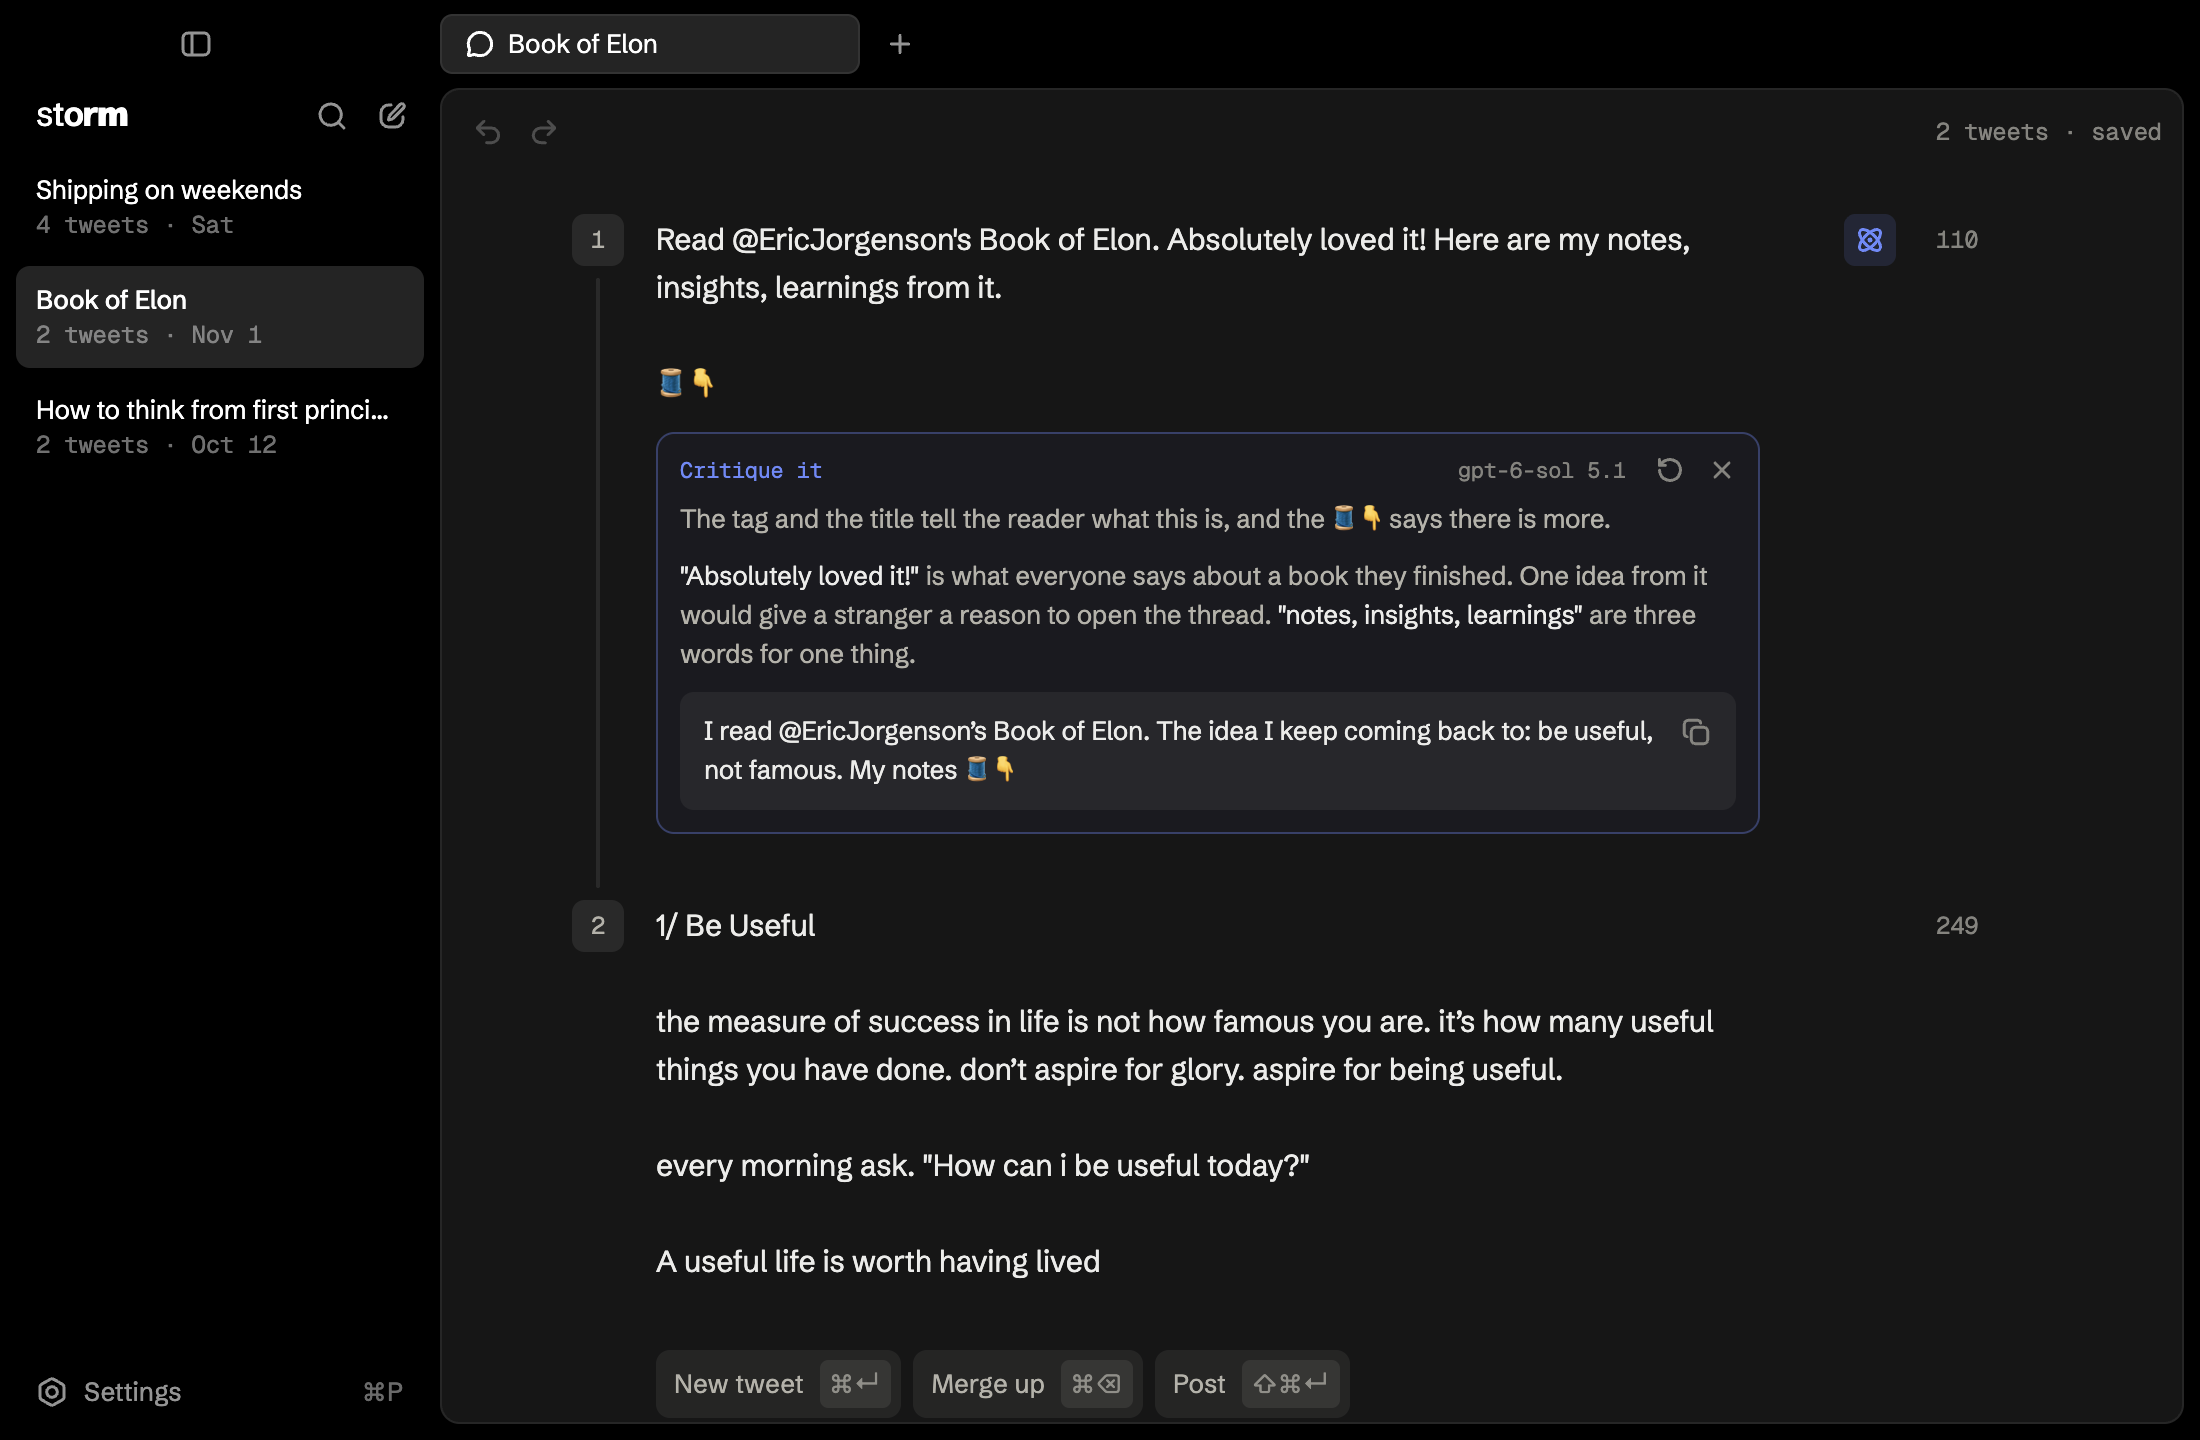 Book of Elon
storm
Shipping on weekends
4 tweets · Sat
Book of Elon
2 tweets · Nov 1
How to think from first princi...
2 tweets · Oct 12
Settings ⌘P
2 tweets · saved
1
Read @EricJorgenson's Book of Elon. Absolutely loved it! Here are my notes,
insights, learnings from it.
🧵👇
110
Critique it
gpt-6-sol 5.1
The tag and the title tell the reader what this is, and the 🧵👇 says there is more.
"Absolutely loved it!" is what everyone says about a book they finished. One idea from it
would give a stranger a reason to open the thread. "notes, insights, learnings" are three
words for one thing.
I read @EricJorgenson’s Book of Elon. The idea I keep coming back to: be useful,
not famous. My notes 🧵👇
2
1/ Be Useful
249
the measure of success in life is not how famous you are. it’s how many useful
things you have done. don’t aspire for glory. aspire for being useful.
every morning ask. "How can i be useful today?"
A useful life is worth having lived
New tweet ⌘↵
Merge up ⌘⌫
Post ⇧⌘↵